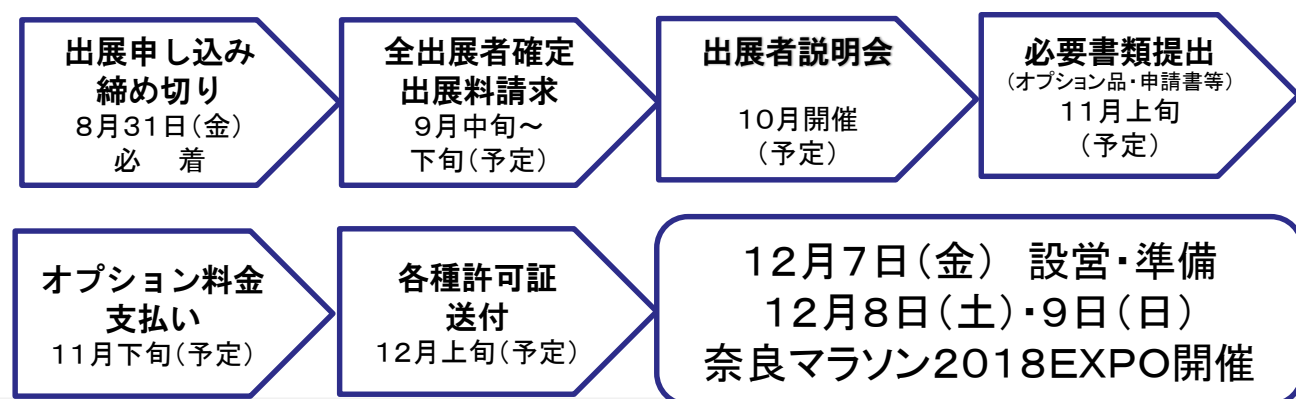 出展申し込み
締め切り
8月31日(金)
必　着
全出展者確定
出展料請求
9月中旬～
下旬(予定)
出展者説明会
10月開催
(予定)
必要書類提出
(オプション品・申請書等)
11月上旬
(予定)
オプション料金
支払い
11月下旬(予定)
各種許可証
送付
12月上旬(予定)
12月7日(金)　設営・準備
12月8日(土)・9日(日)
奈良マラソン2018EXPO開催